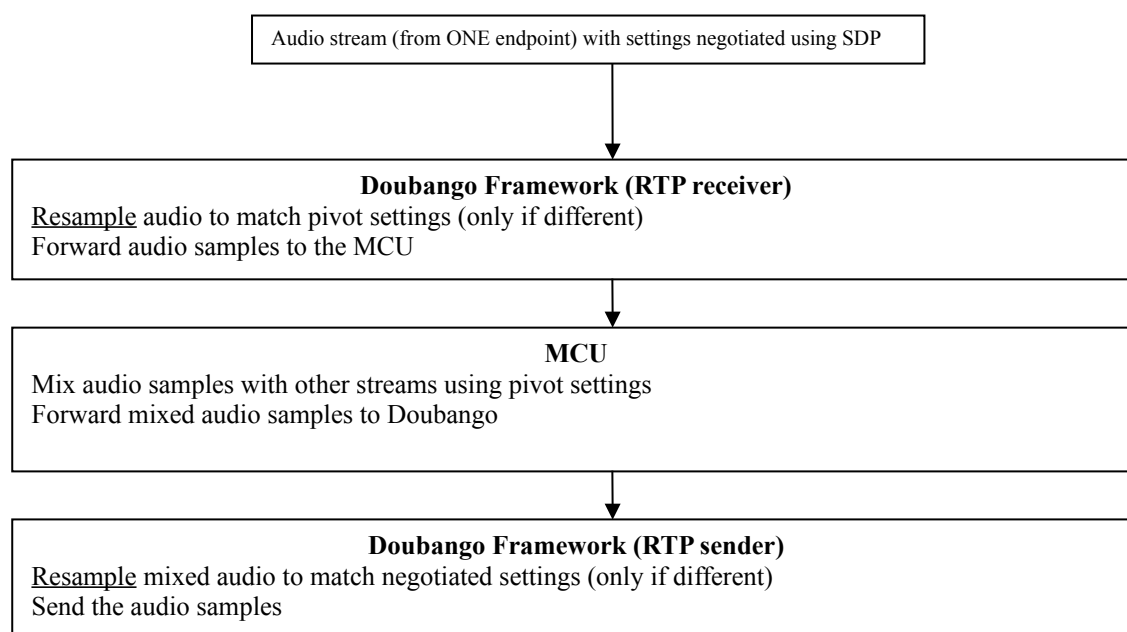 Audio stream (from ONE endpoint) with settings negotiated using SDP
Doubango Framework (RTP receiver)
Resample audio to match pivot settings (only if different)
Forward audio samples to the MCU
MCU
Mix audio samples with other streams using pivot settings
Forward mixed audio samples to Doubango
Doubango Framework (RTP sender)
Resample mixed audio to match negotiated settings (only if different)
Send the audio samples